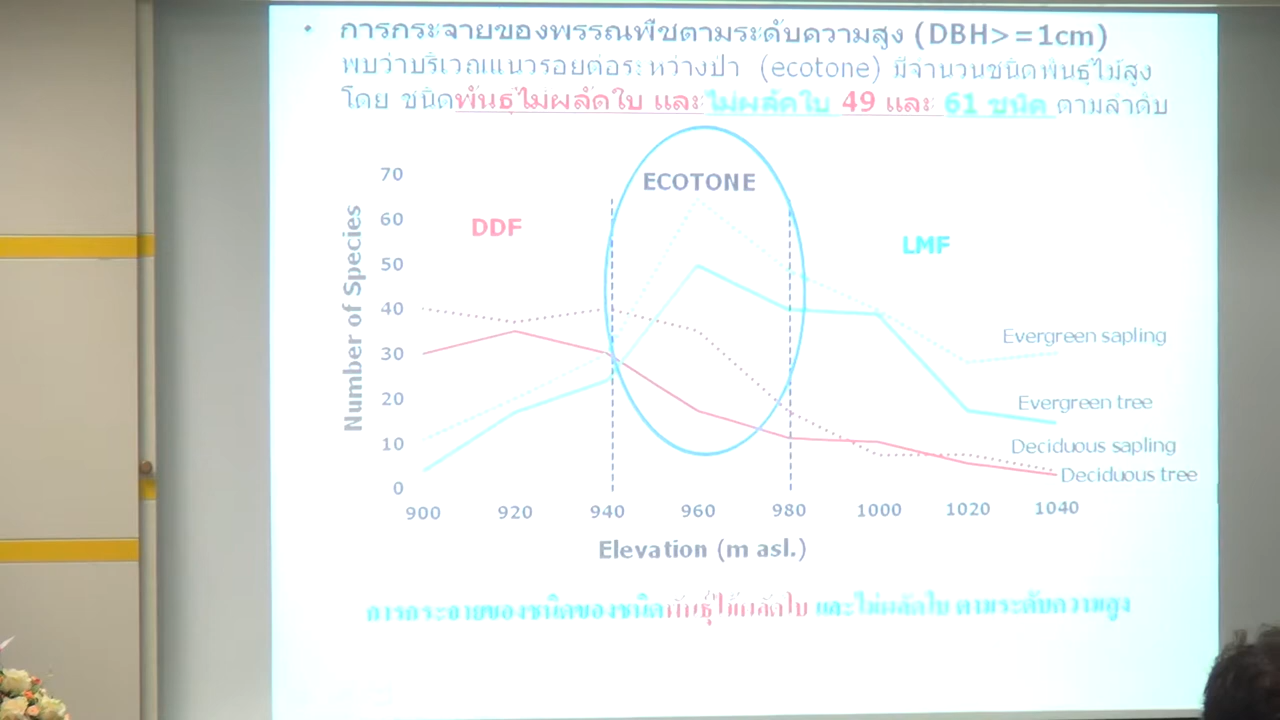 • การกระจายของพรรณพืชตามระดับความสูง (DBH>=1cm)
พบว่าบริเวณแนวรอยต่อระหว่างป่า (ecotone) มีจำนวนชนิดพันธุ์ไม้สูง
โดย ชนิดพันธุ์ไม้ผลัดใบ และไม่ผลัดใบ 49 และ 61 ชนิด ตามลำดับ
70
60
50
40
30
20
10
0
Number of Species
DDF
ECOTONE
LMF
Evergreen sapling
Evergreen tree
Deciduous sapling
Deciduous tree
900 920 940 960 980 1000 1020 1040
Elevation (m asl.)
การกระจายของชนิดของชนิดพันธุ์ไม้ผลัดใบ และไม่ผลัดใบ ตามระดับความสูง